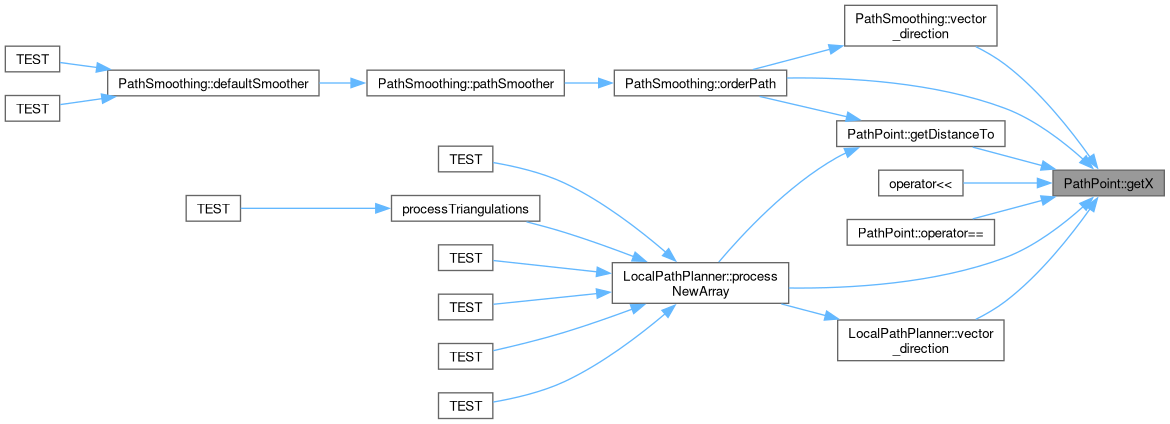 PathSmoothing::vector
_direction
TEST
PathSmoothing::defaultSmoother
PathSmoothing::pathSmoother
PathSmoothing::orderPath
TEST
PathPoint::getDistanceTo
TEST
operator<<
PathPoint::getX
TEST
processTriangulations
PathPoint::operator==
TEST
LocalPathPlanner::process
NewArray
TEST
LocalPathPlanner::vector
_direction
TEST
TEST